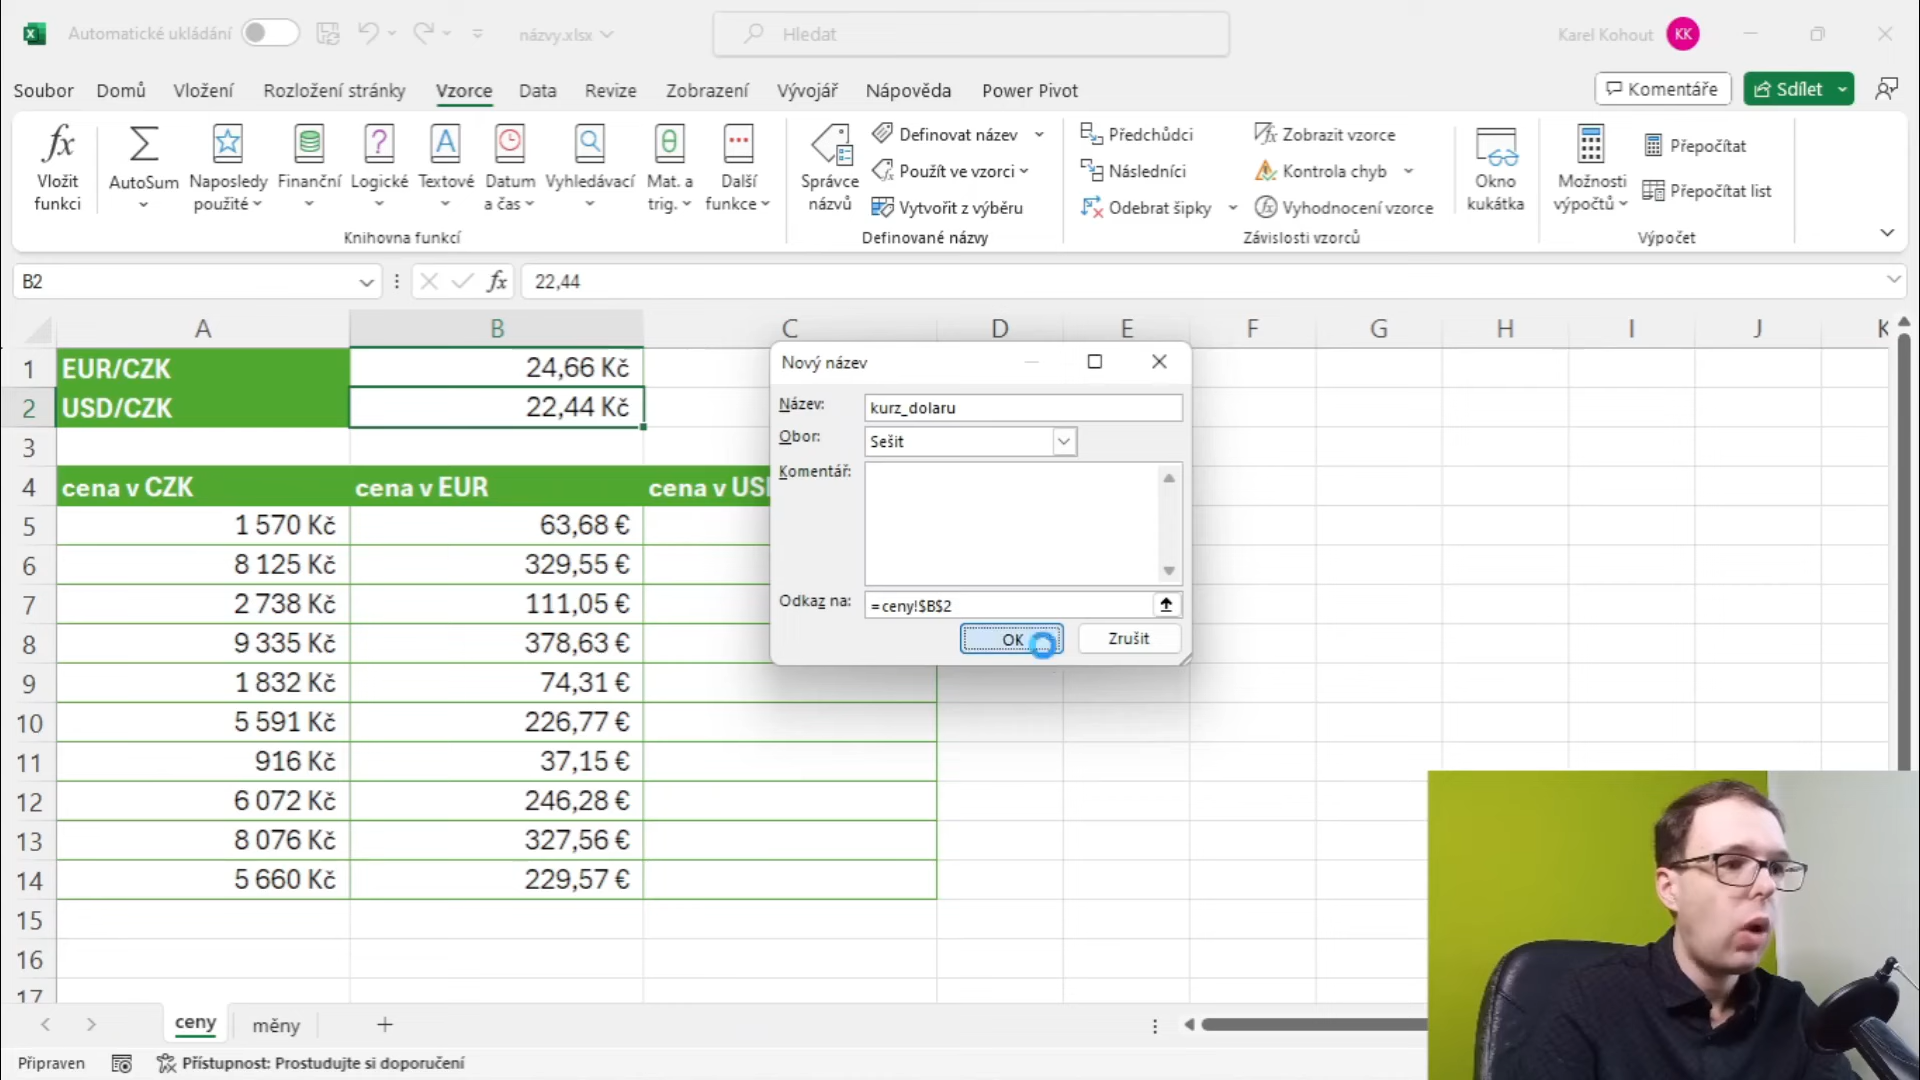 Automatické ukládání
názvy.xlsx
Hledat
Karel Kohout
KK
Soubor Domů Vložení Rozložení stránky Vzorce Data Revize Zobrazení Vývojář Nápověda Power Pivot
Komentáře
Sdílet
Vložit funkci
AutoSum
Naposledy použité
Finanční
Logické
Textové
Datum a čas
Vyhledávací
Mat. a trig.
Další funkce
Knihovna funkcí
Správce názvů
Definovat název
Použít ve vzorci
Vytvořit z výběru
Definované názvy
Předchůdci
Následníci
Odebrat šipky
Zobrazit vzorce
Kontrola chyb
Vyhodnocení vzorce
Závislosti vzorců
Okno kukátka
Možnosti výpočtů
Přepočítat
Přepočítat list
Výpočet
B2
fx
22,44
A B C D E F G H I J K
1 EUR/CZK 24,66 Kč
2 USD/CZK 22,44 Kč
3
4 cena v CZK cena v EUR cena v USD
5 1 570 Kč 63,68 €
6 8 125 Kč 329,55 €
7 2 738 Kč 111,05 €
8 9 335 Kč 378,63 €
9 1 832 Kč 74,31 €
10 5 591 Kč 226,77 €
11 916 Kč 37,15 €
12 6 072 Kč 246,28 €
13 8 076 Kč 327,56 €
14 5 660 Kč 229,57 €
15
16
17
Nový název
Název: kurz_dolaru
Obor: Sešit
Komentář:
Odkaz na: =ceny!$B$2
OK Zrušit
ceny měny
Připraven
Přístupnost: Prostudujte si doporučení